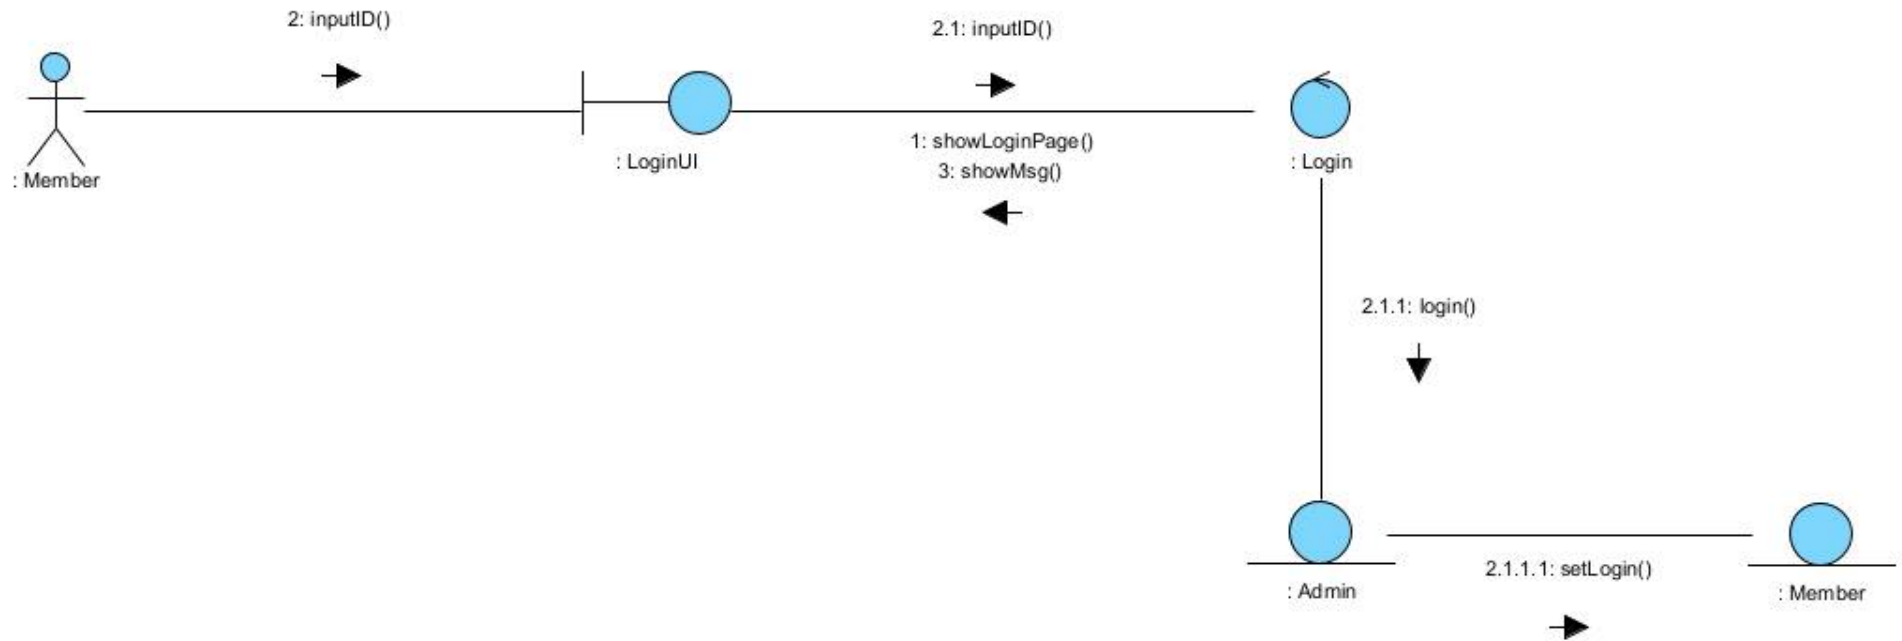 2: inputID()
2.1: inputID()
1: showLoginPage()
3: showMsg()
: Member
: LoginUI
: Login
2.1.1: login()
2.1.1.1: setLogin()
: Admin
: Member